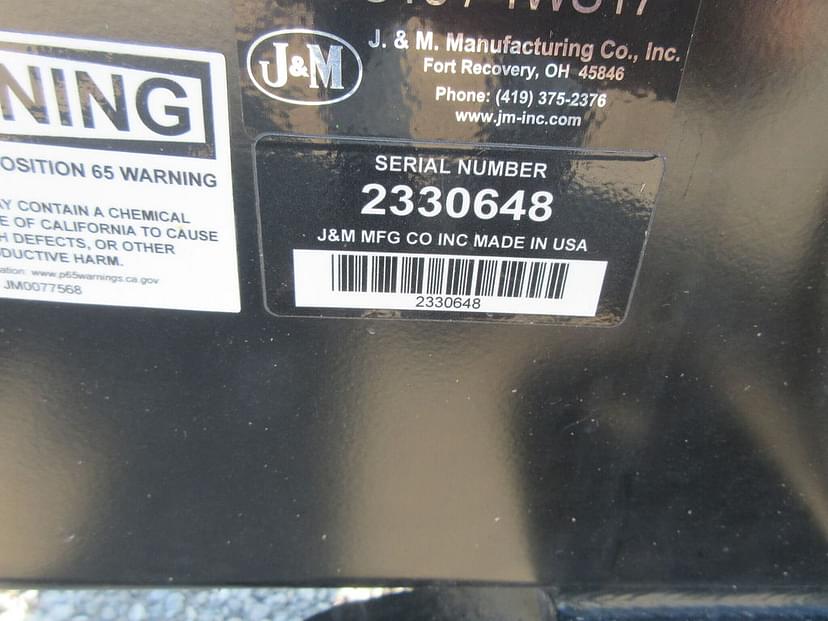 J&M
J. & M. Manufacturing Co., Inc.
Fort Recovery, OH 45846
Phone: (419) 375-2376
www.jm-inc.com
SERIAL NUMBER
2330648
J&M MFG CO INC MADE IN USA
2330648
NING
OSITION 65 WARNING
AY CONTAIN A CHEMICAL
E OF CALIFORNIA TO CAUSE
H DEFECTS, OR OTHER
DUCTIVE HARM.
ation: www.p65warnings.ca.gov
JM0077568